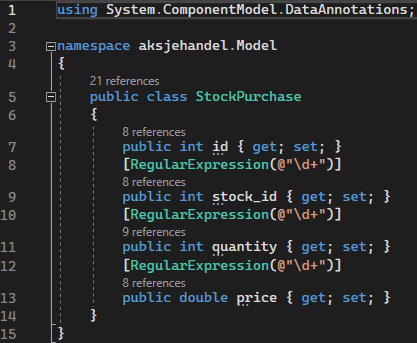 1 using System.ComponentModel.DataAnnotations;
2
3 namespace aksjehandel.Model
4 {
21 references
5 public class StockPurchase
6 {
8 references
7 public int id { get; set; }
8 [RegularExpression(@"\d+")]
8 references
9 public int stock_id { get; set; }
10 [RegularExpression(@"\d+")]
9 references
11 public int quantity { get; set; }
12 [RegularExpression(@"\d+")]
8 references
13 public double price { get; set; }
14 }
15 }